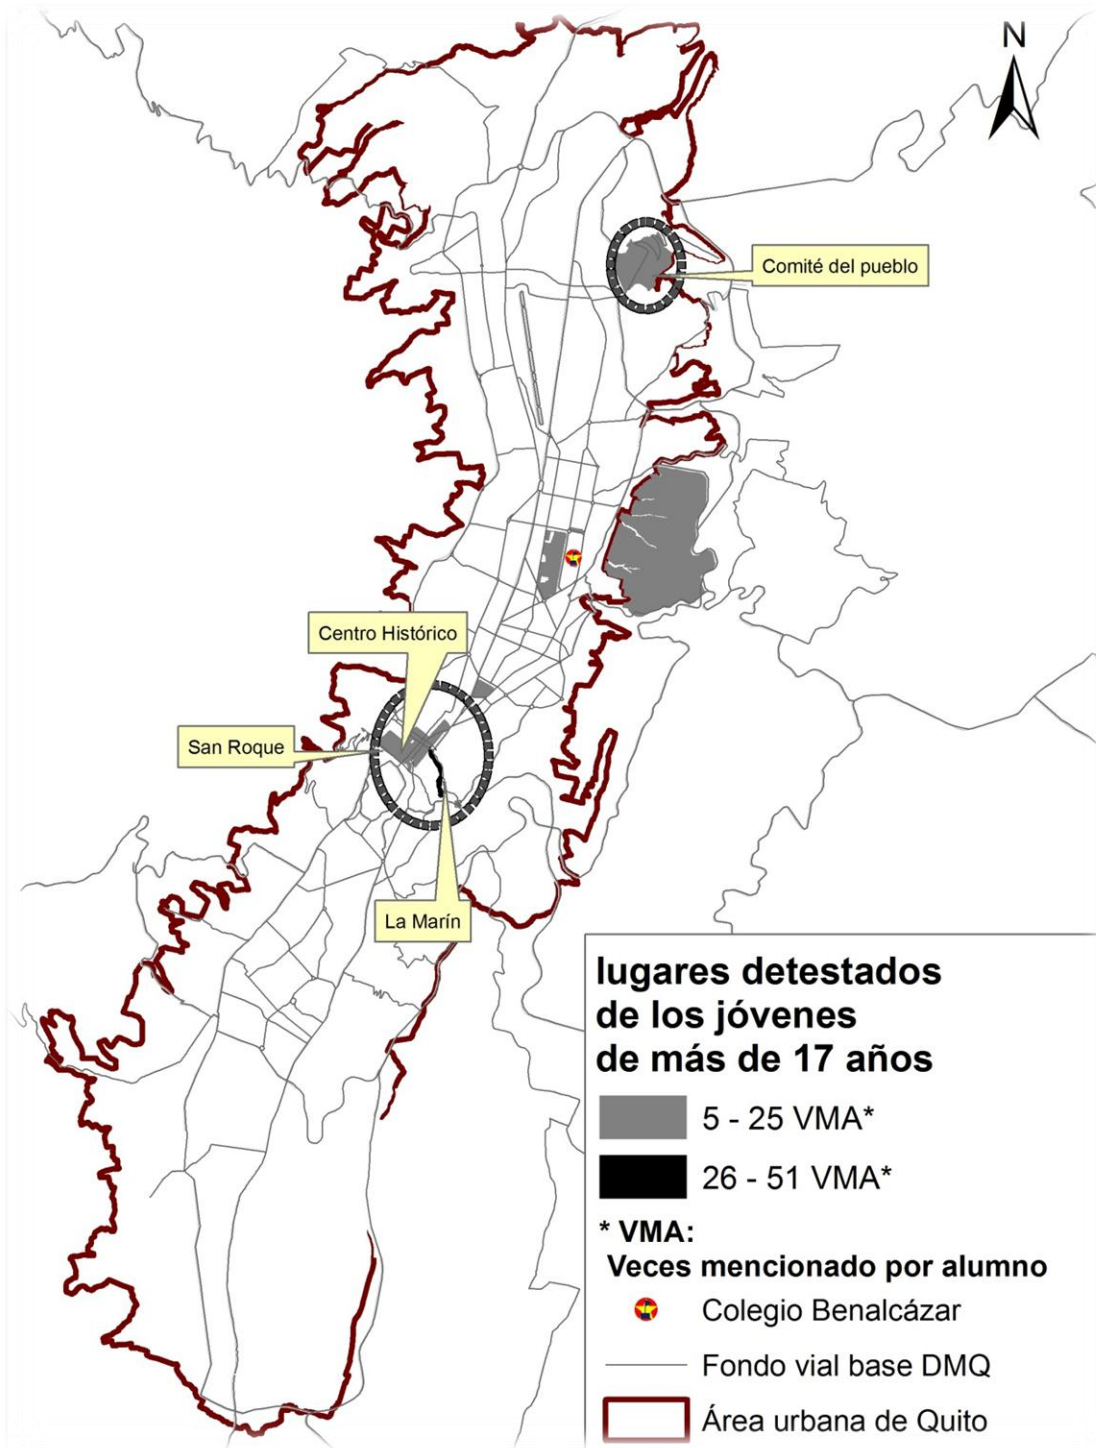 N
Comité del pueblo
Centro Histórico
San Roque
La Marín
lugares detestados
de los jóvenes
de más de 17 años
5 - 25 VMA*
26 - 51 VMA*
* VMA:
Veces mencionado por alumno
Colegio Benalcázar
Fondo vial base DMQ
Área urbana de Quito